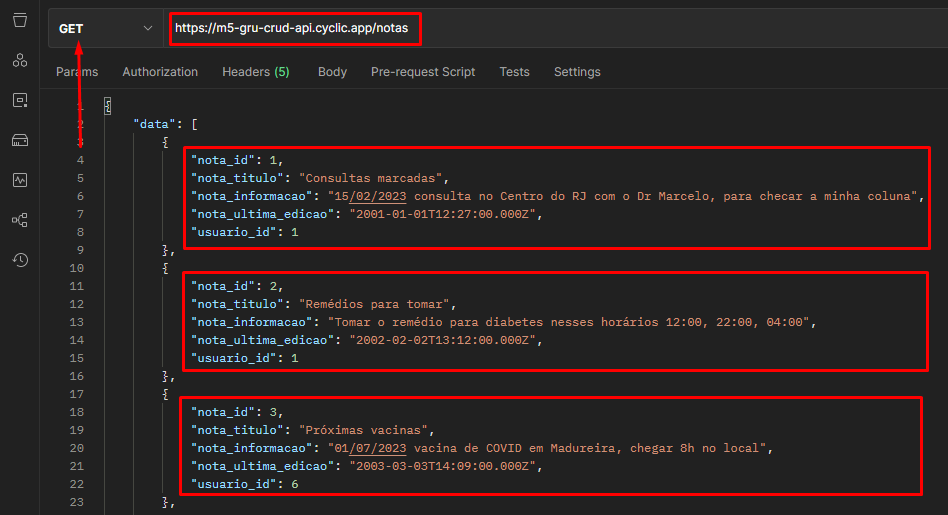 GET https://m5-gru-crud-api.cyclic.app/notas
Params Authorization Headers (5) Body Pre-request Script Tests Settings
1 {
2 "data": [
3 {
4 "nota_id": 1,
5 "nota_titulo": "Consultas marcadas",
6 "nota_informacao": "15/02/2023 consulta no Centro do RJ com o Dr Marcelo, para checar a minha coluna",
7 "nota_ultima_edicao": "2001-01-01T12:27:00.000Z",
8 "usuario_id": 1
9 },
10 {
11 "nota_id": 2,
12 "nota_titulo": "Remédios para tomar",
13 "nota_informacao": "Tomar o remédio para diabetes nesses horários 12:00, 22:00, 04:00",
14 "nota_ultima_edicao": "2002-02-02T13:12:00.000Z",
15 "usuario_id": 1
16 },
17 {
18 "nota_id": 3,
19 "nota_titulo": "Próximas vacinas",
20 "nota_informacao": "01/07/2023 vacina de COVID em Madureira, chegar 8h no local",
21 "nota_ultima_edicao": "2003-03-03T14:09:00.000Z",
22 "usuario_id": 6
23 },